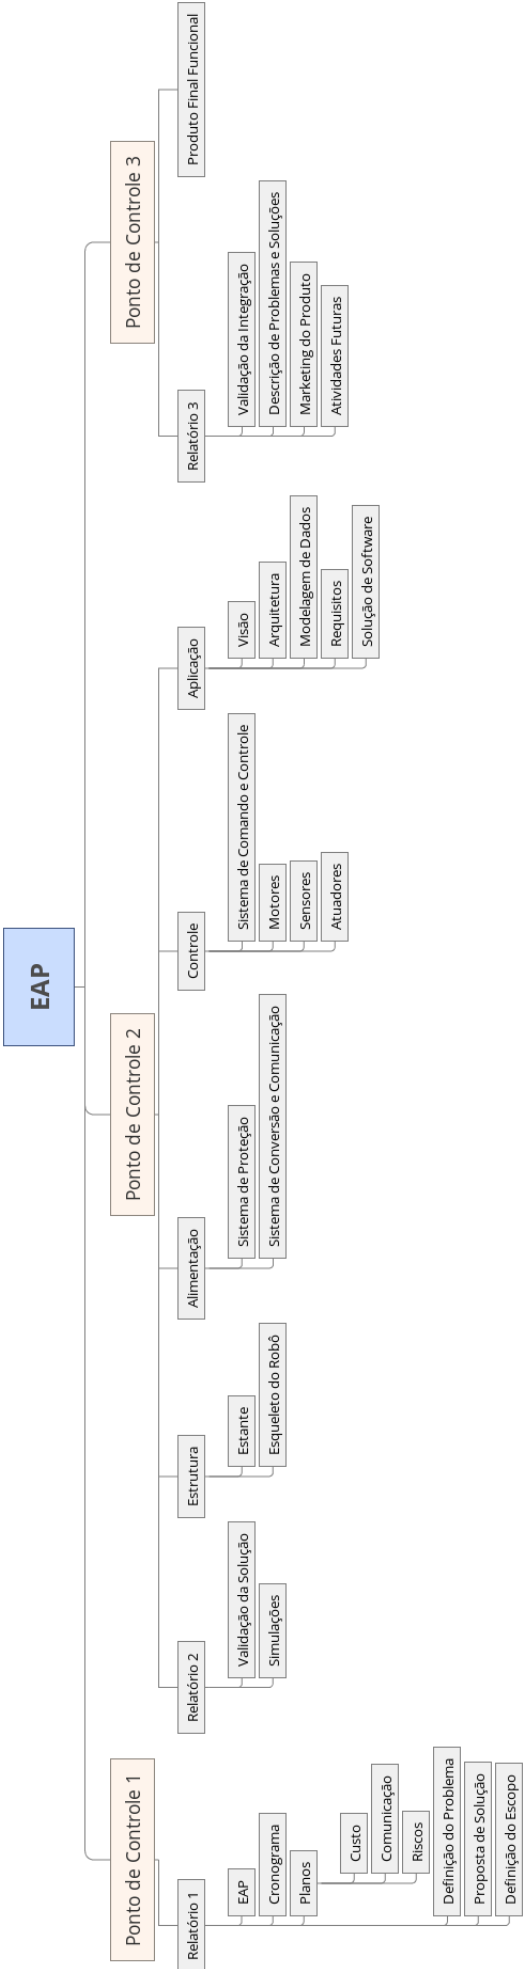 EAP
Ponto de Controle 1
Relatório 1
EAP
Cronograma
Planos
Custo
Comunicação
Riscos
Definição do Problema
Proposta de Solução
Definição do Escopo
Ponto de Controle 2
Relatório 2
Validação da Solução
Simulações
Estrutura
Estante
Esqueleto do Robô
Alimentação
Sistema de Proteção
Sistema de Conversão e Comunicação
Controle
Sistema de Comando e Controle
Motores
Sensores
Atuadores
Aplicação
Visão
Arquitetura
Modelagem de Dados
Requisitos
Solução de Software
Ponto de Controle 3
Relatório 3
Validação da Integração
Descrição de Problemas e Soluções
Marketing do Produto
Atividades Futuras
Produto Final Funcional